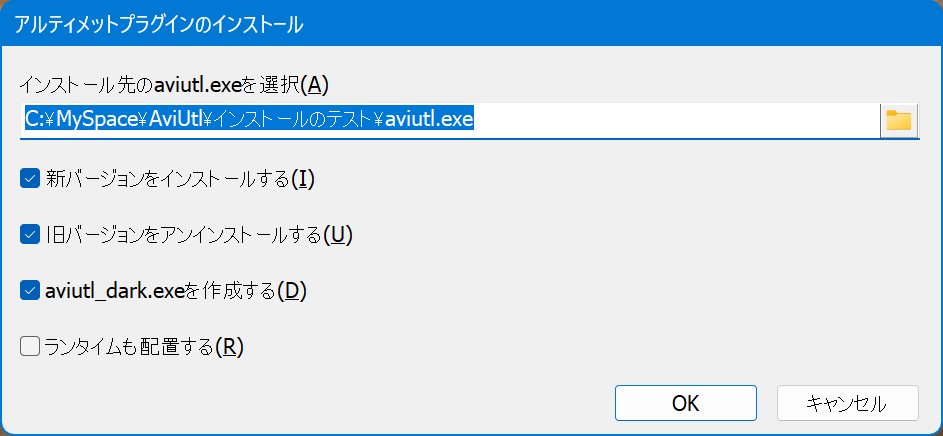 アルティメットプラグインのインストール
インストール先のaviutl.exeを選択(A)
C:¥MySpace¥AviUtl¥インストールのテスト¥aviutl.exe
新バージョンをインストールする(I)
旧バージョンをアンインストールする(U)
aviutl_dark.exeを作成する(D)
ランタイムも配置する(R)
OK キャンセル